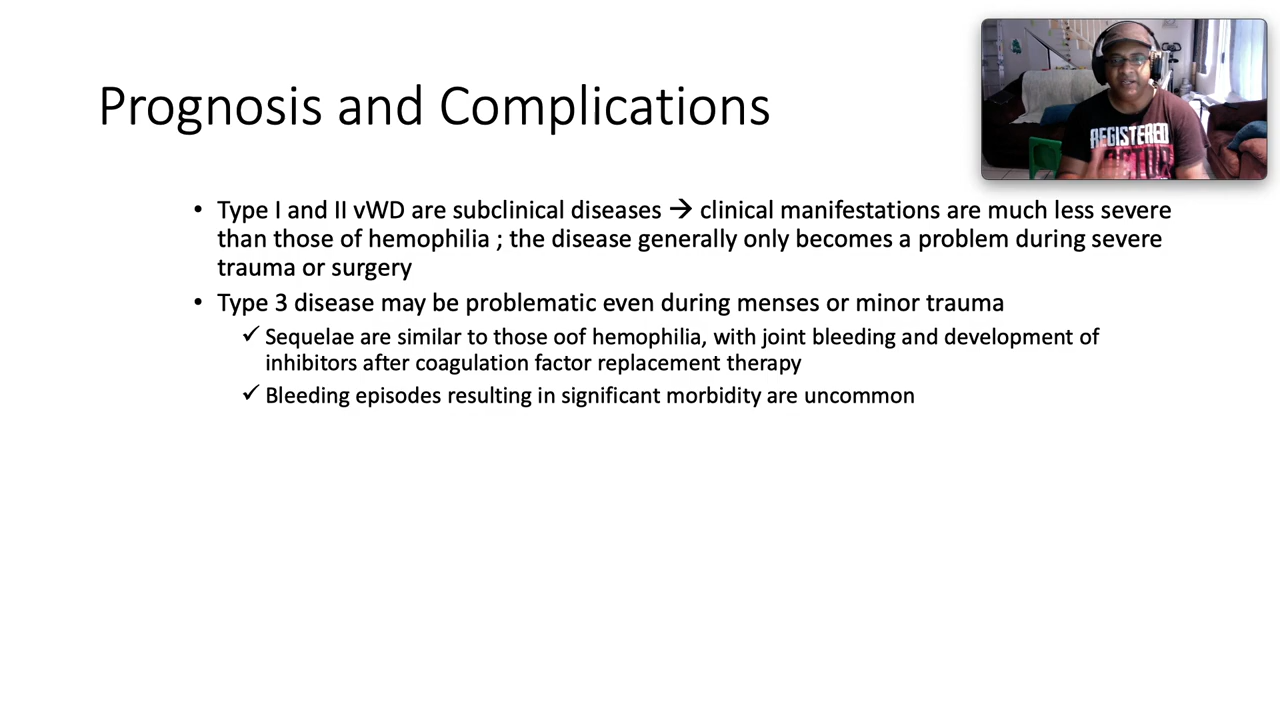 Prognosis and Complications
REGISTERED
• Type I and II vWD are subclinical diseases → clinical manifestations are much less severe
than those of hemophilia ; the disease generally only becomes a problem during severe
trauma or surgery
• Type 3 disease may be problematic even during menses or minor trauma
✓ Sequelae are similar to those oof hemophilia, with joint bleeding and development of
inhibitors after coagulation factor replacement therapy
✓ Bleeding episodes resulting in significant morbidity are uncommon